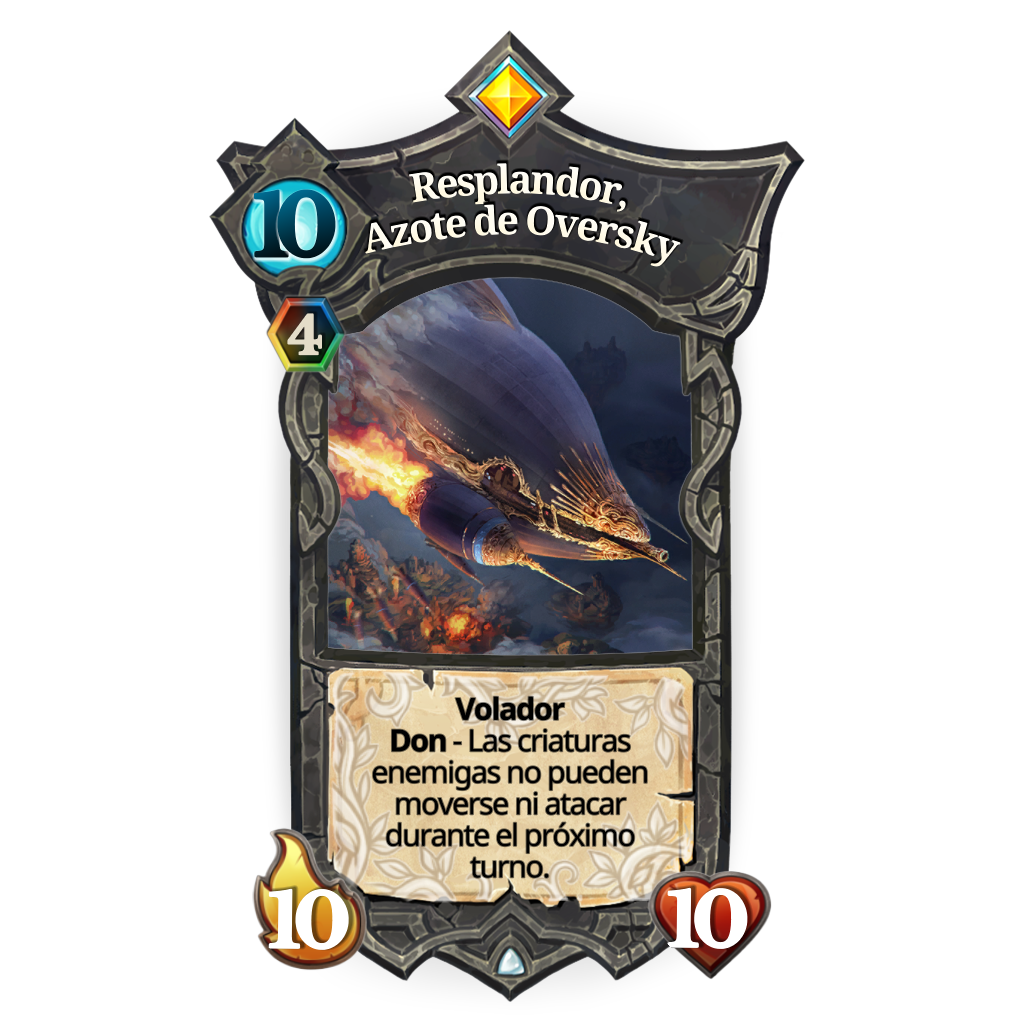 Resplandor,
Azote de Oversky
10
4
Volador
Don - Las criaturas
enemigas no pueden
moverse ni atacar
durante el próximo
turno.
10
10